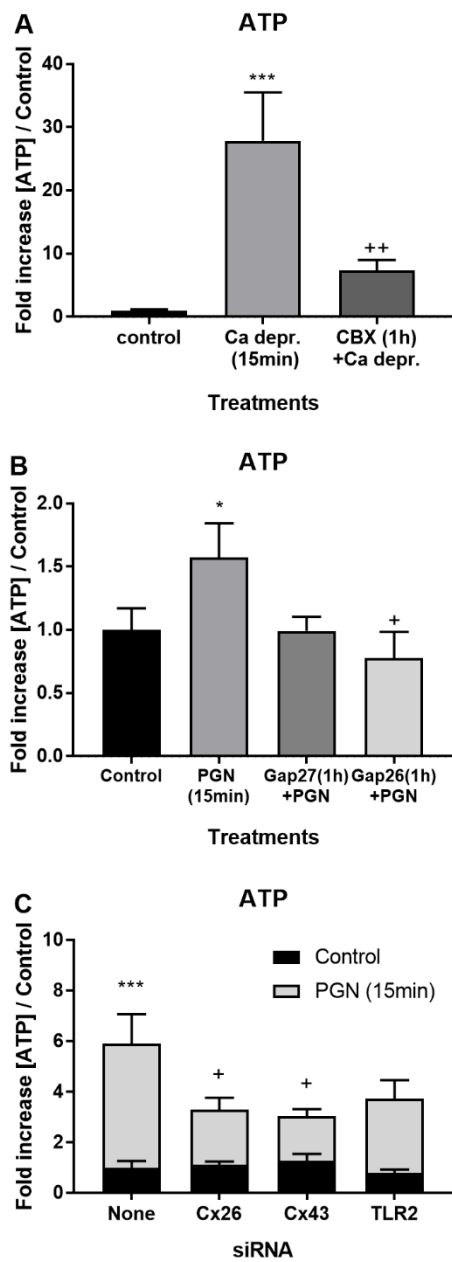 A
ATP
Fold increase [ATP] / Control
40
30
20
10
0
***
++
control
Ca depr.
(15min)
CBX (1h)
+Ca depr.
Treatments
B
ATP
Fold increase [ATP] / Control
2.0
1.5
1.0
0.5
0.0
*
+
Control
PGN
(15min)
Gap27(1h)
+PGN
Gap26(1h)
+PGN
Treatments
C
ATP
Fold increase [ATP] / Control
10
8
6
4
2
0
Control
PGN (15min)
***
+
+
None
Cx26
Cx43
TLR2
siRNA